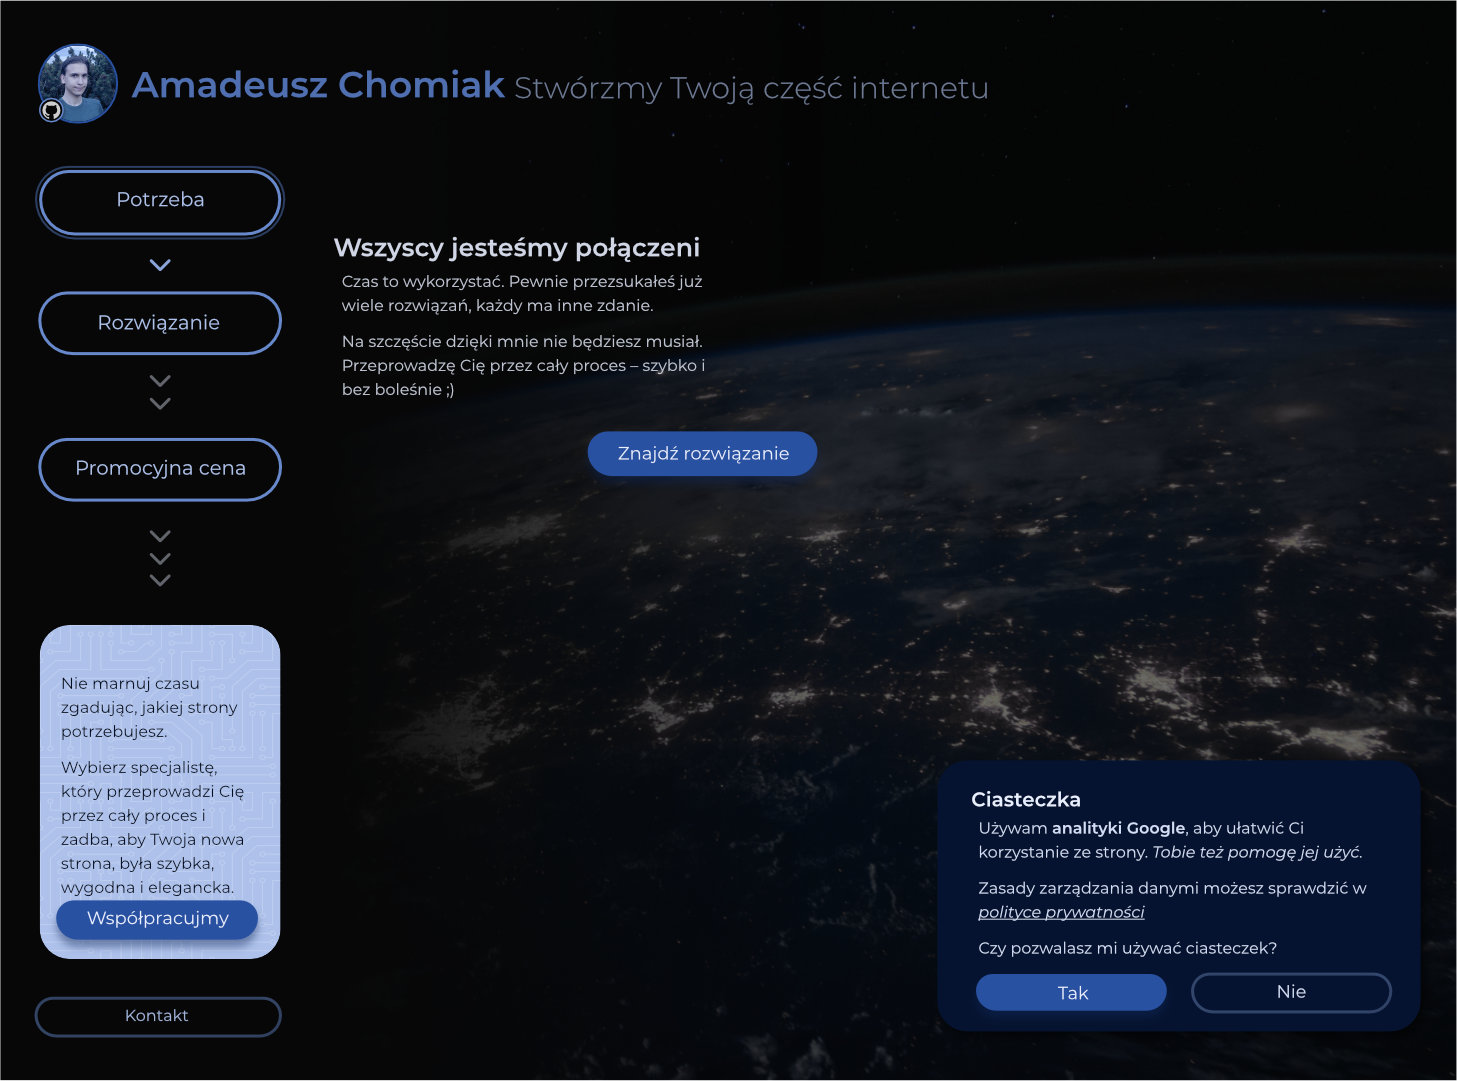 Amadeusz Chomiak Stwórzmy Twoją część internetu
Potrzeba
Rozwiązanie
Promocyjna cena
Nie marnuj czasu
zgadując, jakiej strony
potrzebujesz.
Wybierz specjalistę,
który przeprowadzi Cię
przez cały proces i
zadba, aby Twoja nowa
strona, była szybka,
wygodna i elegancka.
Współpracujmy
Kontakt
Wszyscy jesteśmy połączeni
Czas to wykorzystać. Pewnie przezsukałeś już
wiele rozwiązań, każdy ma inne zdanie.
Na szczęście dzięki mnie nie będziesz musiał.
Przeprowadzę Cię przez cały proces – szybko i
bez boleśnie ;)
Znajdź rozwiązanie
Ciasteczka
Używam analityki Google, aby ułatwić Ci
korzystanie ze strony. Tobie też pomogę jej użyć.
Zasady zarządzania danymi możesz sprawdzić w
polityce prywatności
Czy pozwalasz mi używać ciasteczek?
Tak
Nie